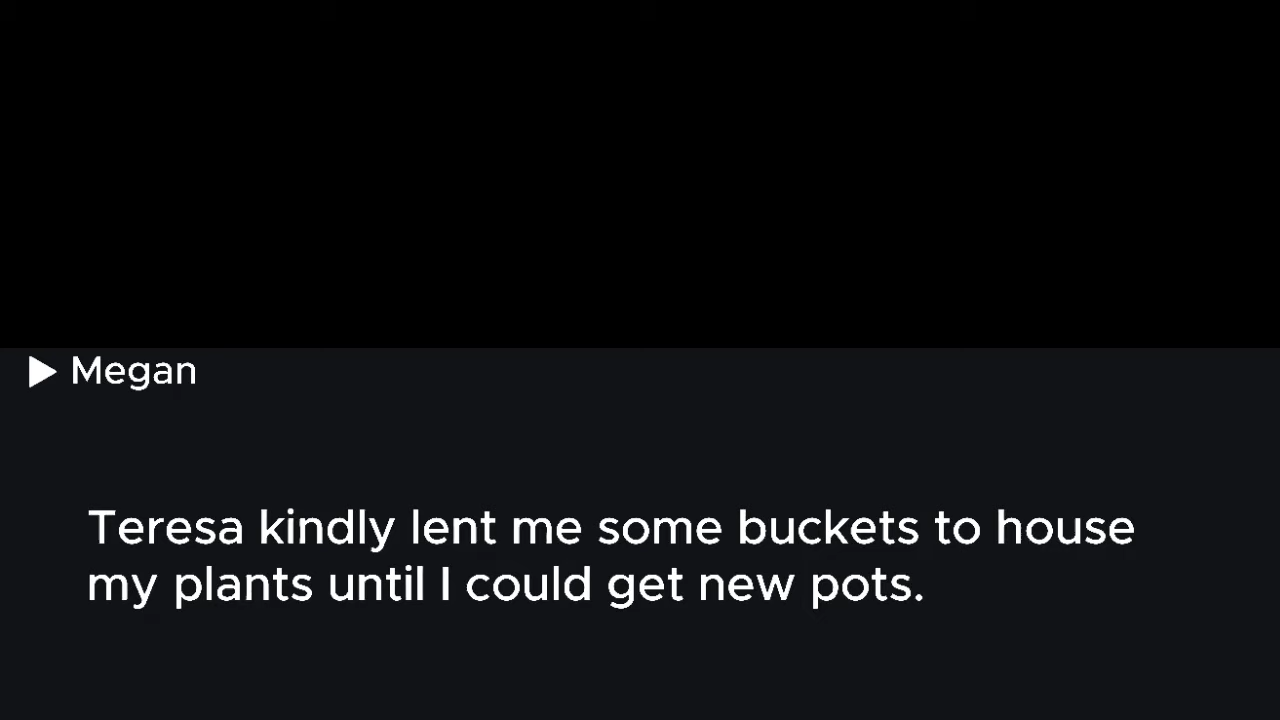 Megan
Teresa kindly lent me some buckets to house
my plants until I could get new pots.